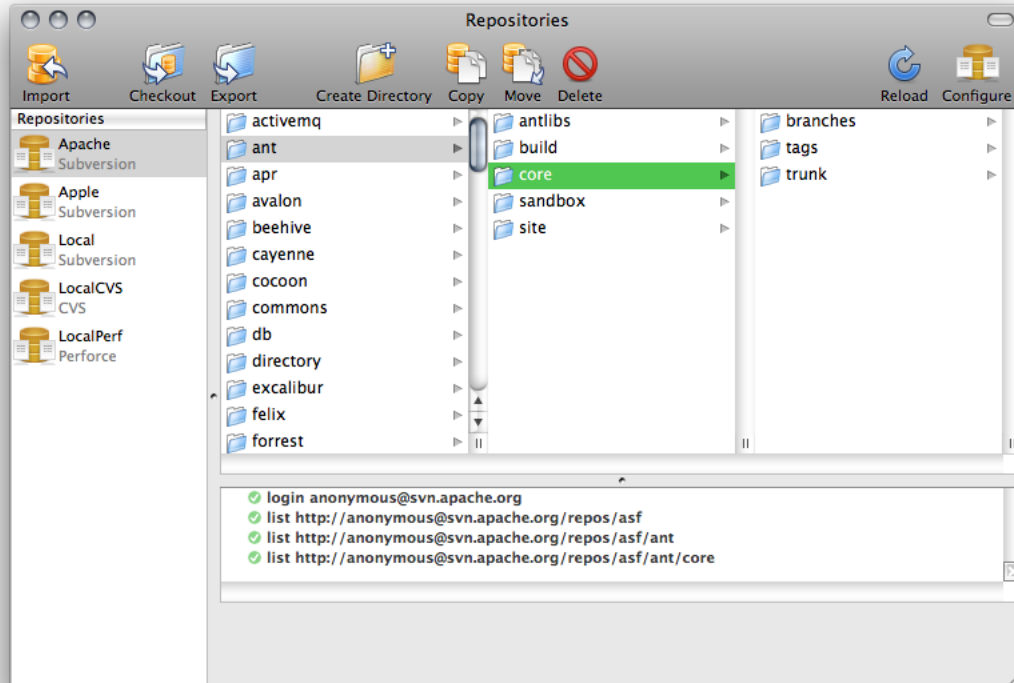 Repositories
Import Checkout Export Create Directory Copy Move Delete Reload Configure
Repositories
Apache
Subversion
Apple
Subversion
Local
Subversion
LocalCVS
CVS
LocalPerf
Perforce
activemq
ant
apr
avalon
beehive
cayenne
cocoon
commons
db
directory
excalibur
felix
forrest
antlibs
build
core
sandbox
site
branches
tags
trunk
login anonymous@svn.apache.org
list http://anonymous@svn.apache.org/repos/asf
list http://anonymous@svn.apache.org/repos/asf/ant
list http://anonymous@svn.apache.org/repos/asf/ant/core